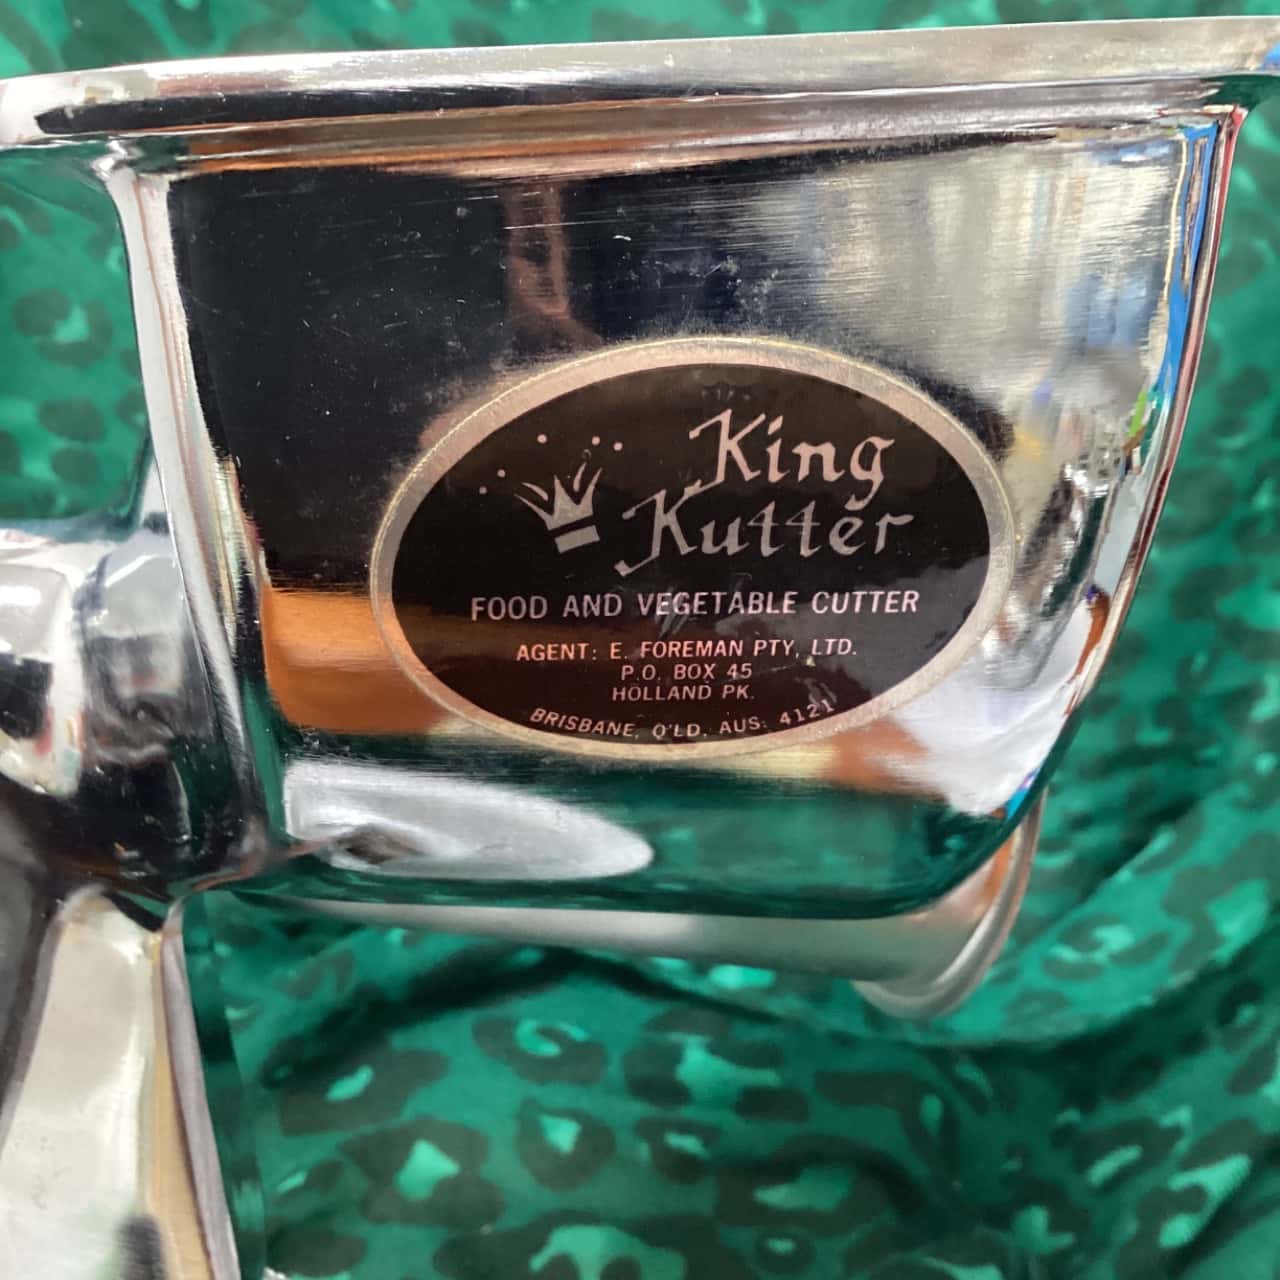 King
Kutter
FOOD AND VEGETABLE CUTTER
AGENT: E. FOREMAN PTY, LTD.
P.O. BOX 45
HOLLAND PK.
BRISBANE, Q'LD. AUS: 4121